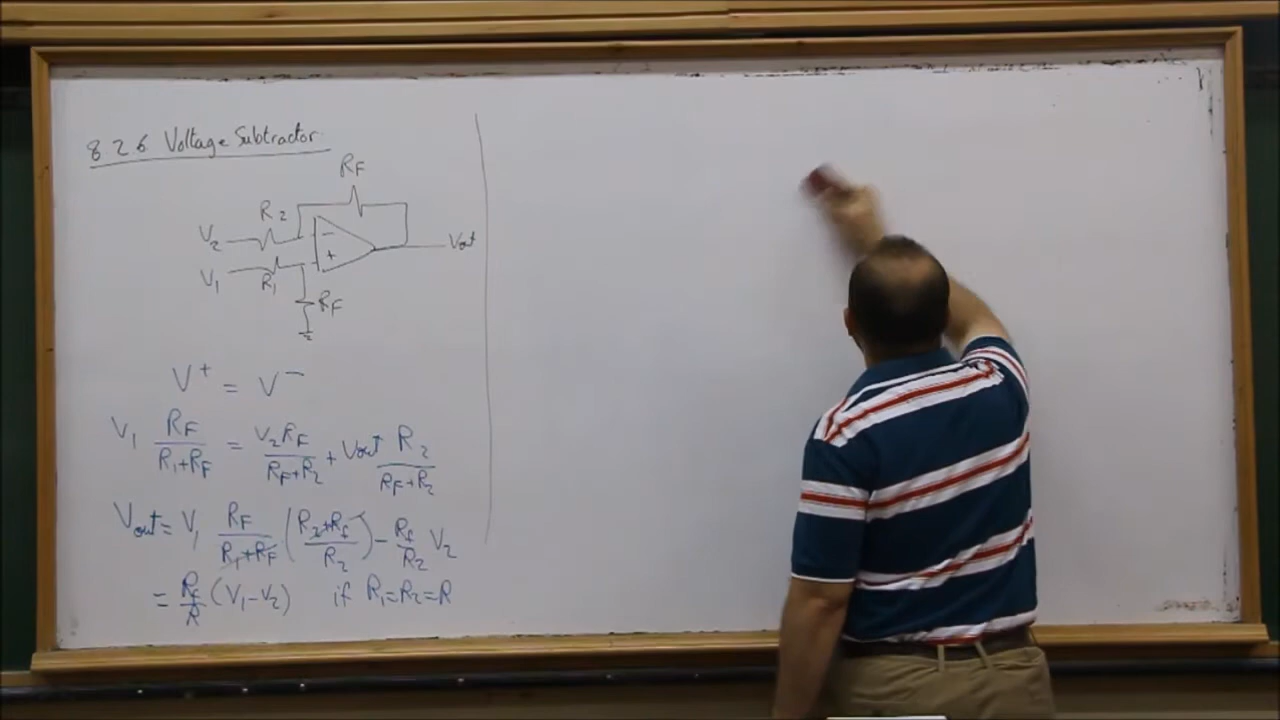 8 2 6 Voltage Subtractor
RF
R2
V2
−
Vout
+
V1
R1
RF
V⁺ = V⁻
V1 RF/(R1+RF) = V2RF/(RF+R2) + Vout R2/(RF+R2)
Vout = V1 RF/(R1+RF) (R2+Rf)/R2 − Rf/R2 V2
= Rf/R (V1−V2) if R1=R2=R